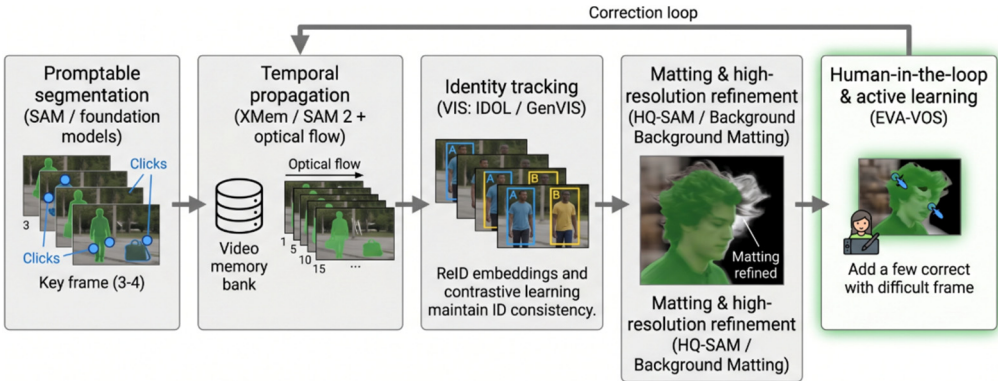 Correction loop
Promptable
segmentation
(SAM / foundation
models)
Clicks
3
Clicks
Key frame (3-4)
Temporal
propagation
(XMem / SAM 2 +
optical flow)
Optical flow
1
5
10
15
...
Video
memory
bank
Identity tracking
(VIS: IDOL / GenVIS)
A
A
B
A
B
ReID embeddings and
contrastive learning
maintain ID consistency.
Matting & high-
resolution refinement
(HQ-SAM / Background
Background Matting)
Matting
refined
Matting & high-
resolution refinement
(HQ-SAM /
Background Matting)
Human-in-the-loop
& active learning
(EVA-VOS)
Add a few correct
with difficult frame